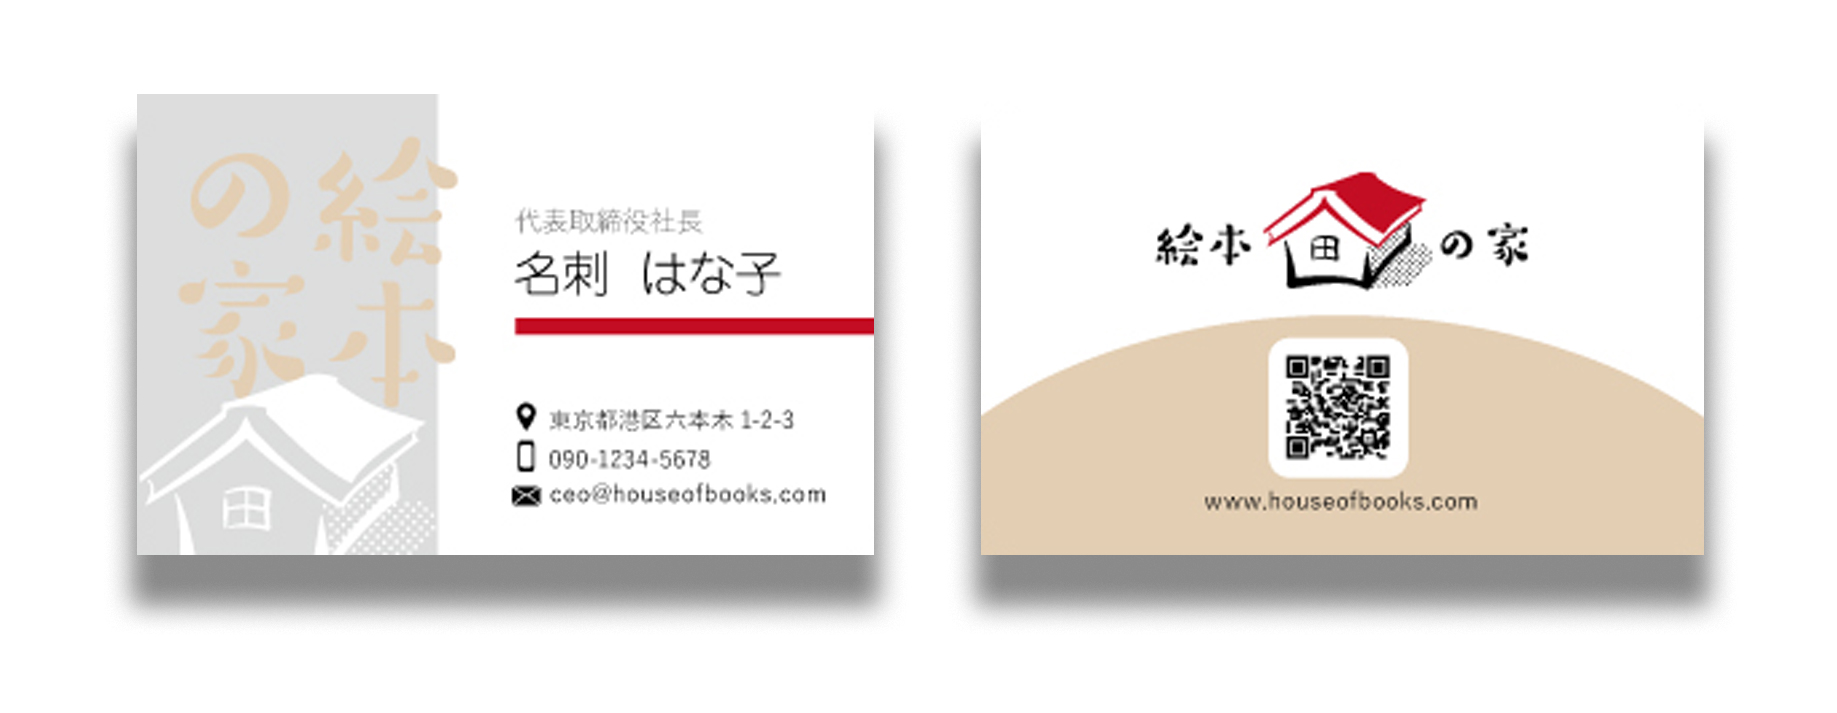 絵本
の家
代表取締役社長
名刺 はな子
東京都港区六本木 1-2-3
090-1234-5678
ceo@houseofbooks.com
絵本 の家
www.houseofbooks.com